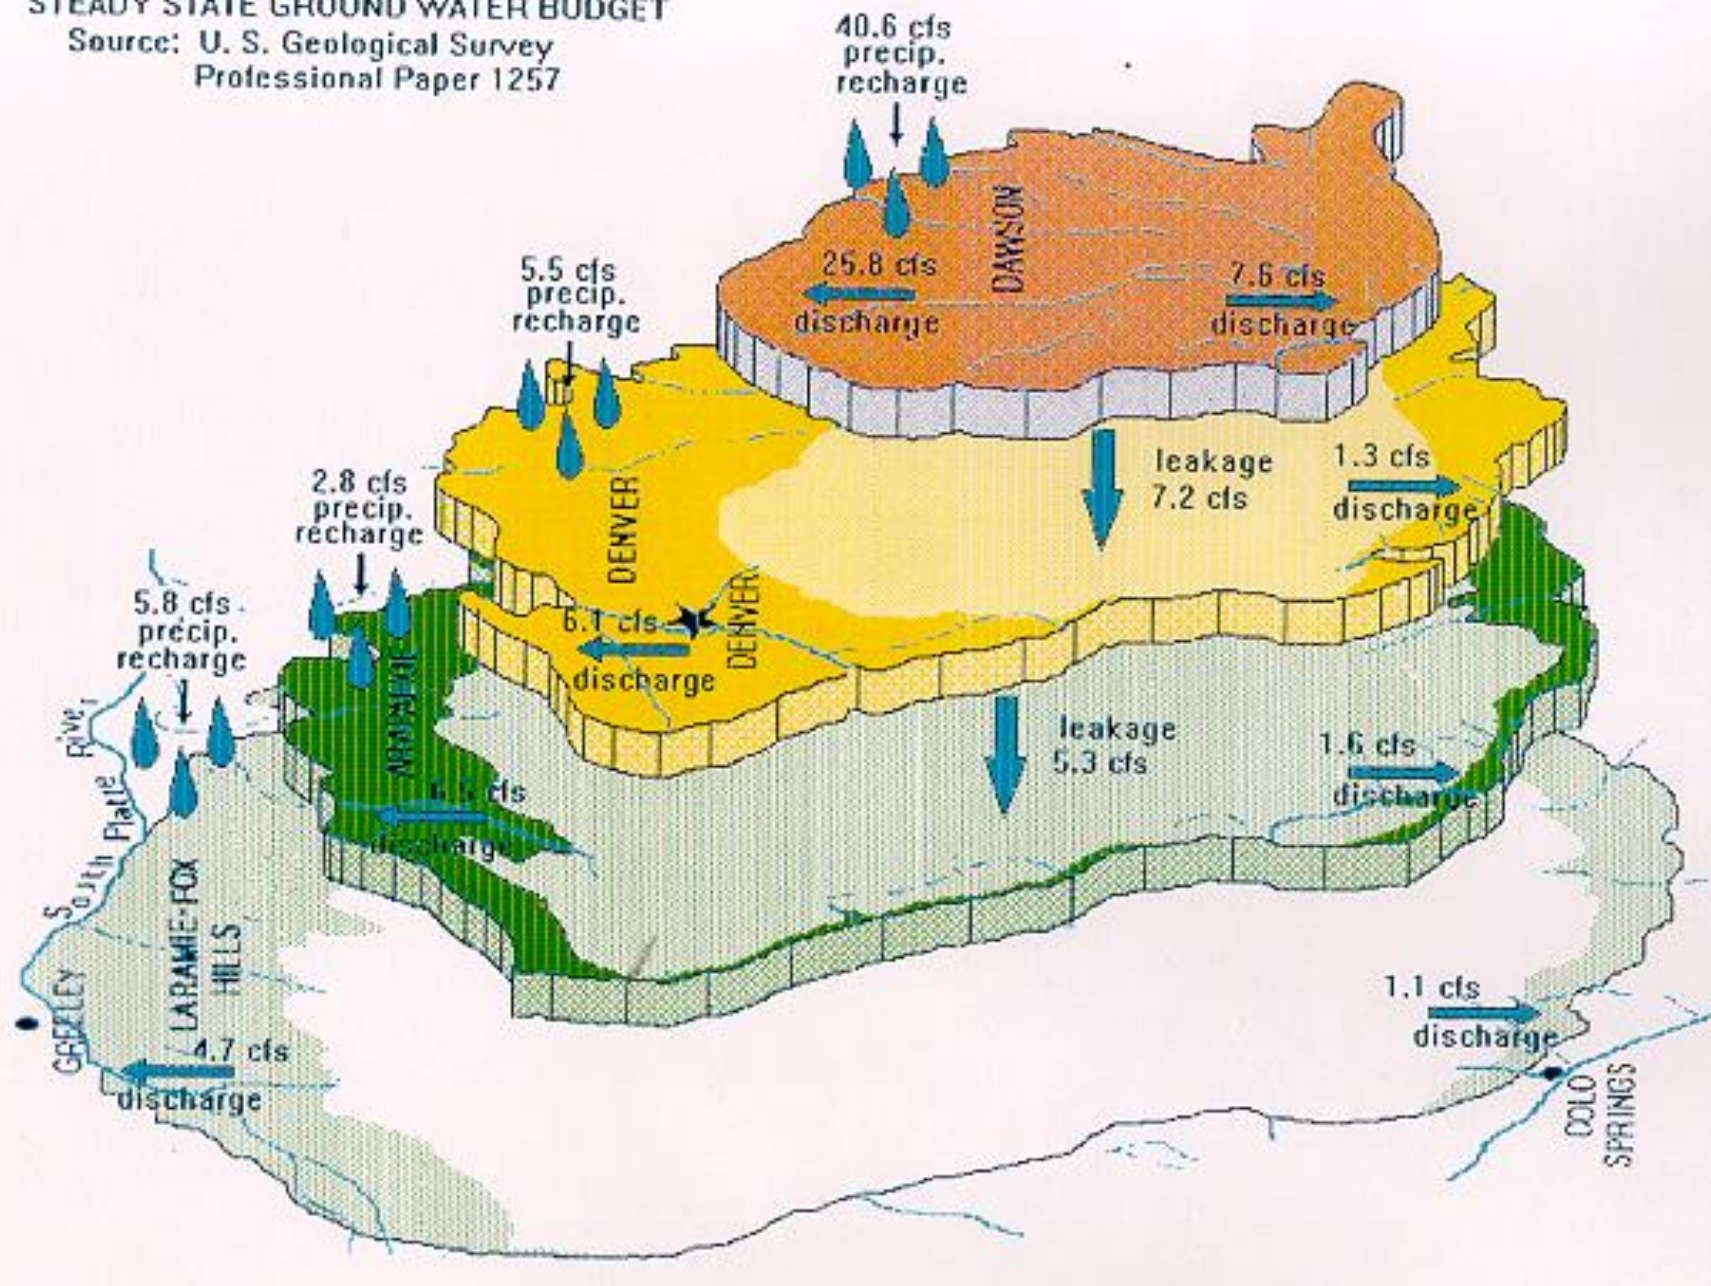 STEADY STATE GROUND WATER BUDGET
Source: U. S. Geological Survey
Professional Paper 1257
40.6 cfs
precip.
recharge
DAWSON
25.8 cfs
discharge
7.6 cfs
discharge
5.5 cfs
precip.
recharge
leakage
7.2 cfs
1.3 cfs
discharge
DENVER
DENVER
6.1 cfs
discharge
2.8 cfs
precip.
recharge
ARAPAHOE
leakage
5.3 cfs
1.6 cfs
discharge
6.5 cfs
discharge
5.8 cfs
precip.
recharge
South Platte River
LARAMIE-FOX
HILLS
GREELEY
4.7 cfs
discharge
1.1 cfs
discharge
COLO
SPRINGS